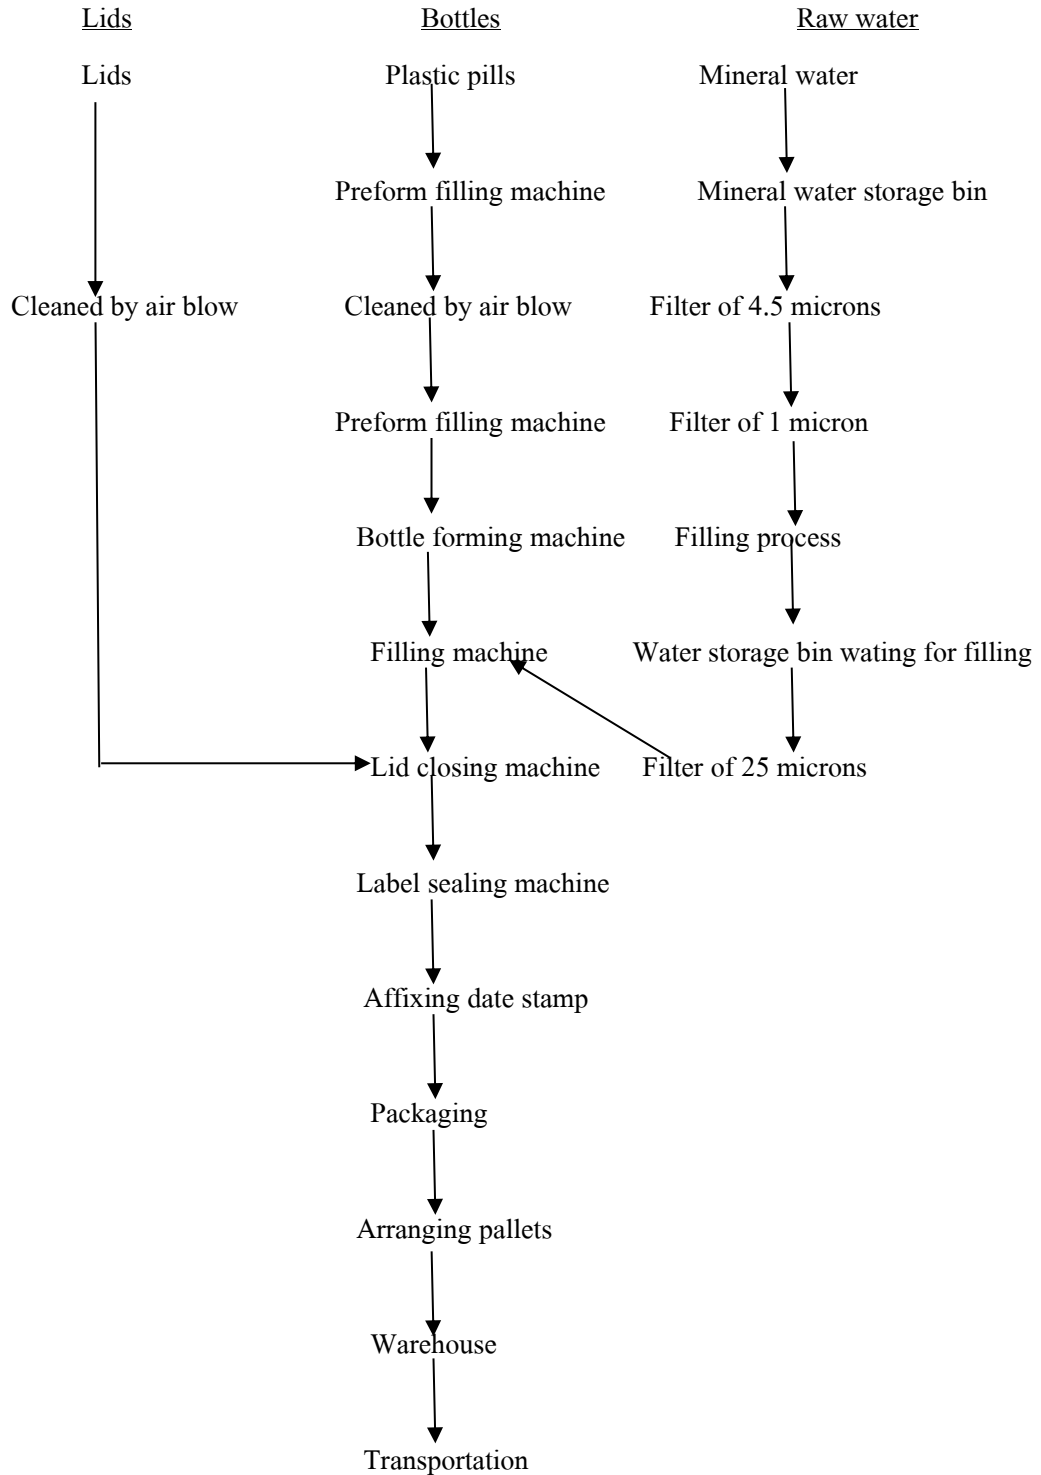 Lids Bottles Raw water
Lids Plastic pills Mineral water
Preform filling machine Mineral water storage bin
Cleaned by air blow Cleaned by air blow Filter of 4.5 microns
Preform filling machine Filter of 1 micron
Bottle forming machine Filling process
Filling machine Water storage bin wating for filling
Lid closing machine Filter of 25 microns
Label sealing machine
Affixing date stamp
Packaging
Arranging pallets
Warehouse
Transportation